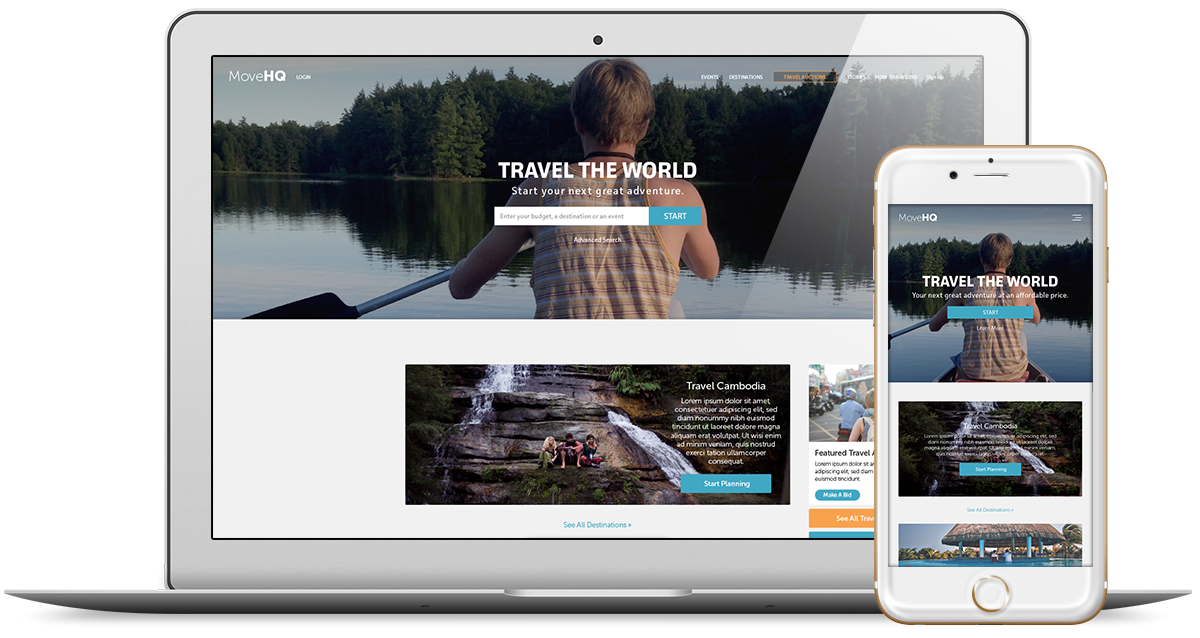 MoveHQ LOGIN EVENTS DESTINATIONS TRAVEL AUCTIONS STORIES HOW THIS WORKS Sign Up
TRAVEL THE WORLD
Start your next great adventure.
Enter your budget, a destination or an event START
Advanced Search
Travel Cambodia
Lorem ipsum dolor sit amet,
consectetuer adipiscing elit, sed
diam nonummy nibh euismod
tincidunt ut laoreet dolore magna
aliquam erat volutpat. Ut wisi enim
ad minim veniam, quis nostrud
exerci tation ullamcorper
consequat.
Start Planning
See All Destinations »
Featured Travel A
Lorem ipsum dolor sit am
adipiscing elit, sed diam
euismod tincidunt.
Make A Bid
See All Trav
MoveHQ
TRAVEL THE WORLD
Your next great adventure at an affordable price.
START
Learn More
Travel Cambodia
Lorem ipsum dolor sit amet, consectetuer adipiscing elit, sed
diam nonummy nibh euismod tincidunt ut laoreet dolore
magna aliquam erat volutpat. Ut wisi enim ad minim veniam,
quis nostrud exerci tation ullamcorper consequat.
Start Planning
See All Destinations »